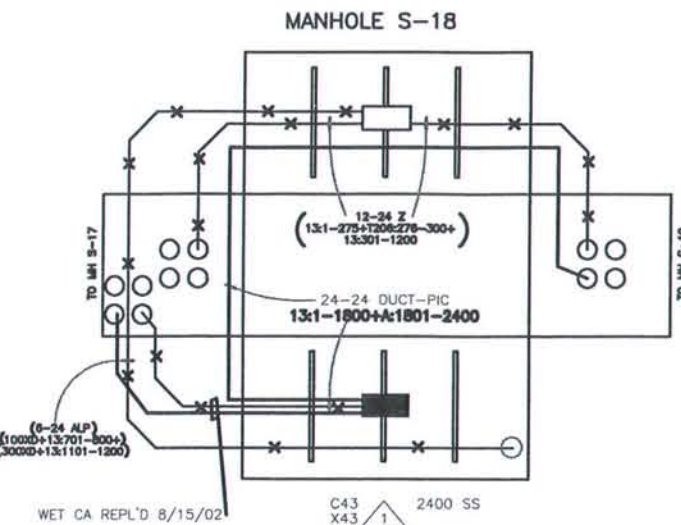 MANHOLE S-18
12-24 Z
(13:1-275+T206:276-300+
13:301-1200)
TO MH S-17
24-24 DUCT-PIC
13:1-1800+A:1801-2400
(6-24 ALP)
(100XD+13:701-800+)
(300XD+13:1101-1200)
WET CA REPL'D 8/15/02
C43 2400 SS
X43 1
TO MH